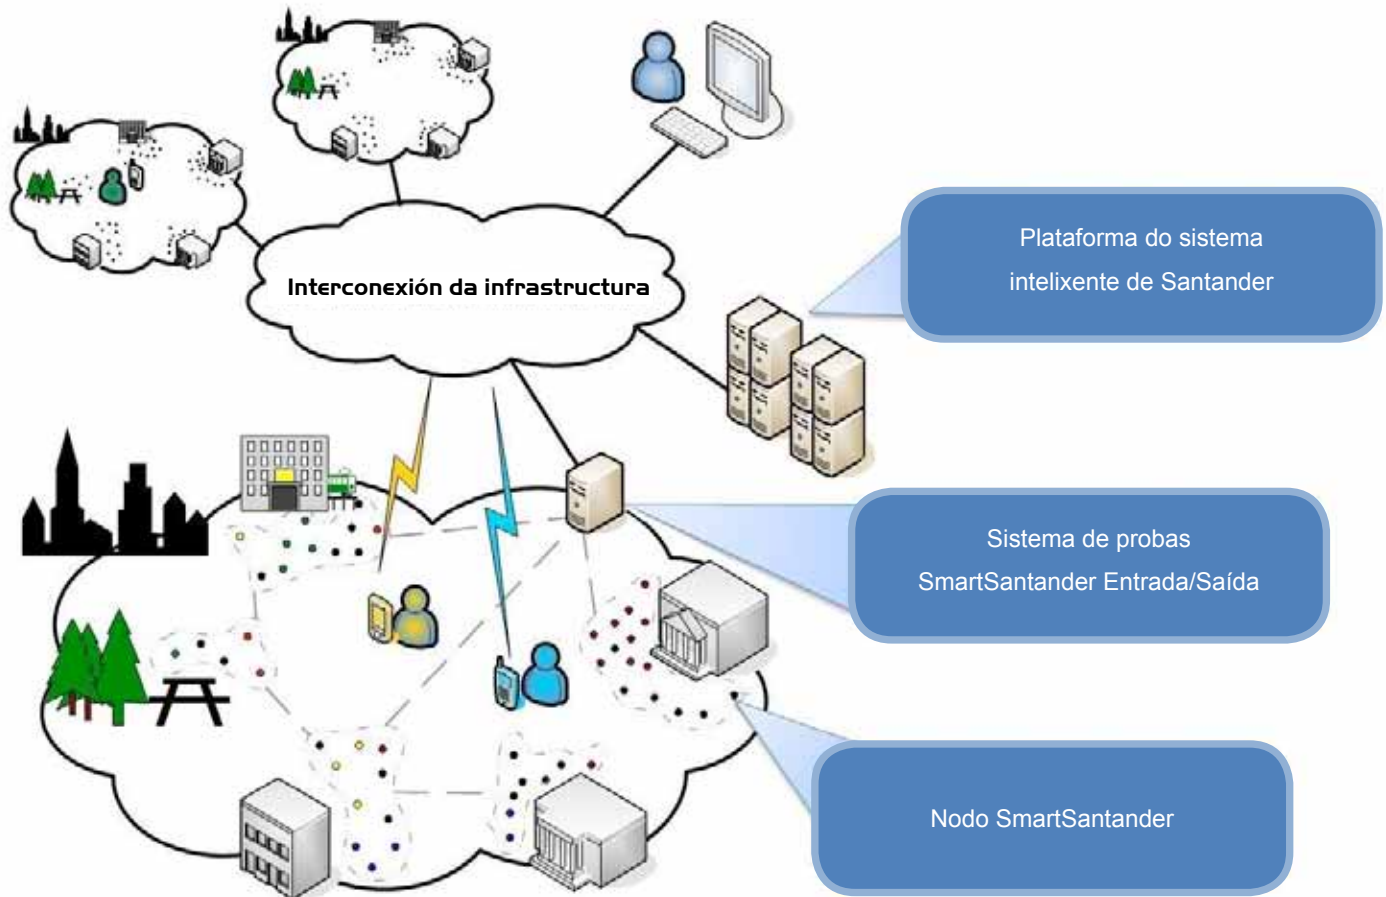 Interconexión da infrastructura
Plataforma do sistema
intelixente de Santander
Sistema de probas
SmartSantander Entrada/Saída
Nodo SmartSantander